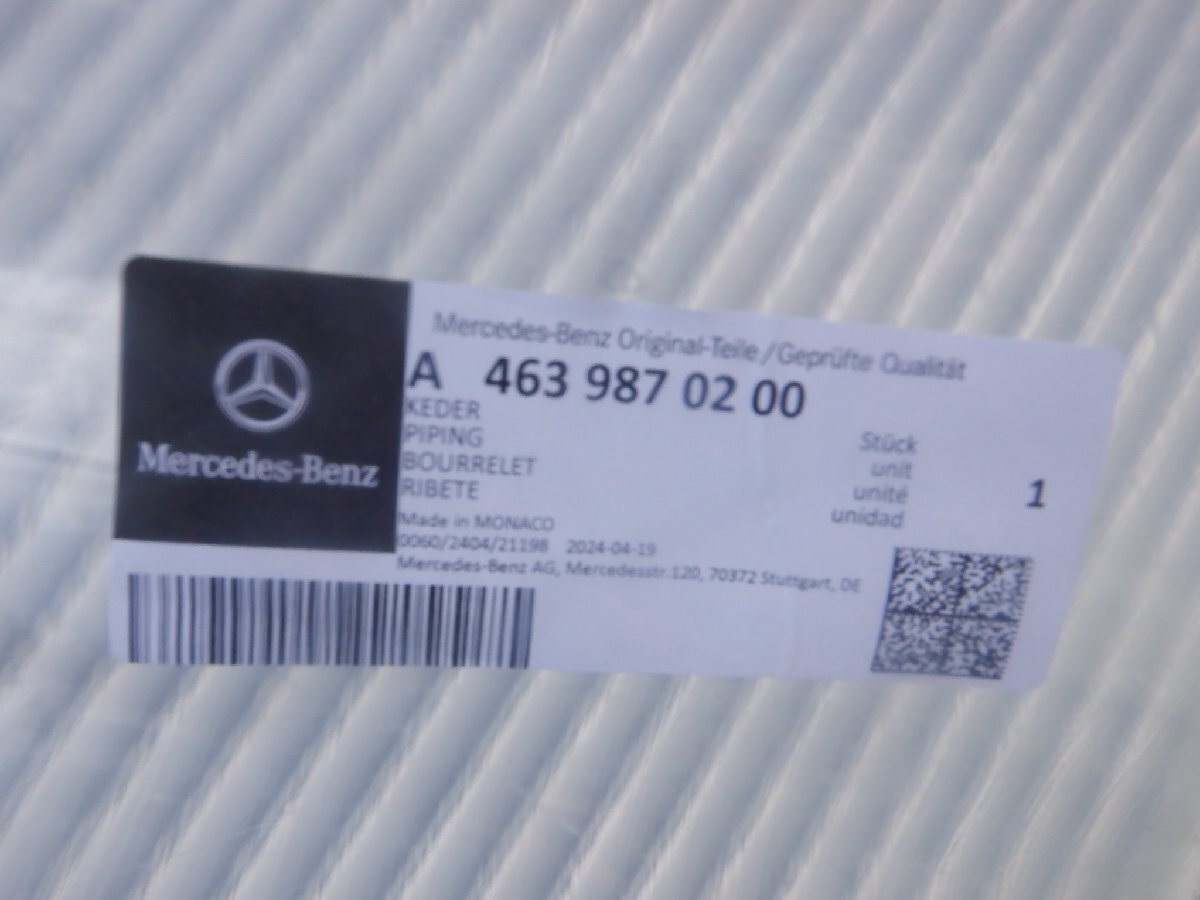 Mercedes-Benz
Mercedes-Benz Original-Teile/Geprüfte Qualität
A 463 987 02 00
KEDER
PIPING
BOURRELET
RIBETE
Stück
unit
unité
unidad
1
Made in MONACO
0060/2404/21198 2024-04-19
Mercedes-Benz AG, Mercedesstr.120, 70372 Stuttgart, DE